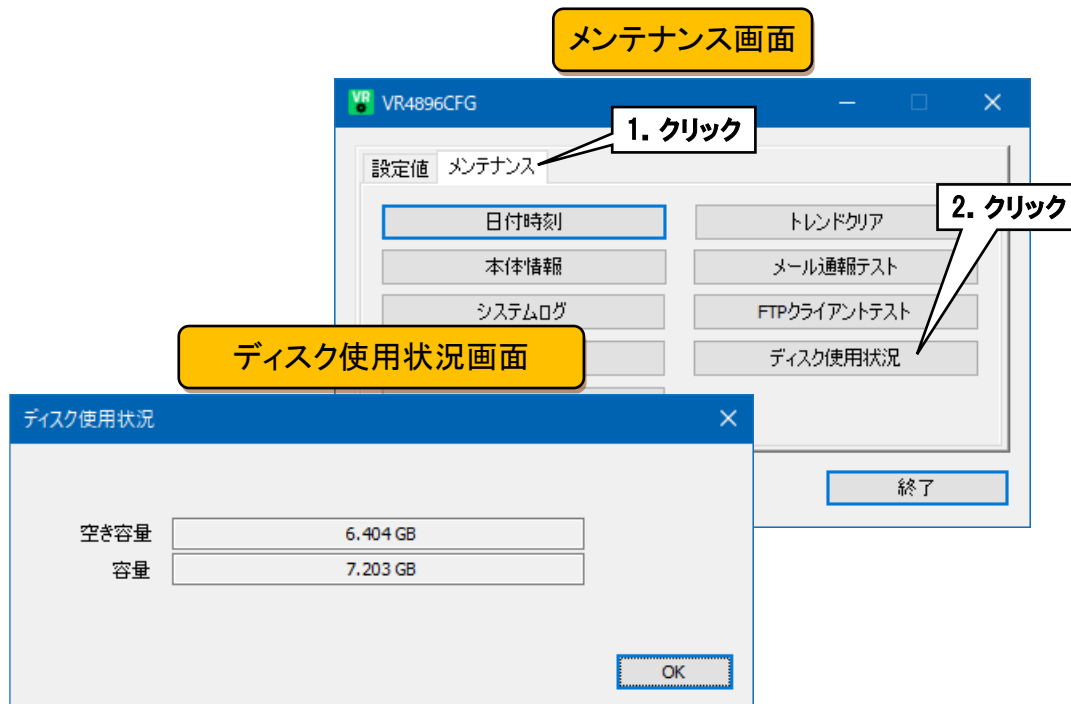 メンテナンス画面
VR4896CFG
1. クリック
設定値 メンテナンス
2. クリック
日付時刻 トレンドクリア
本体情報 メール通報テスト
システムログ FTPクライアントテスト
ディスク使用状況画面
ディスク使用状況
ディスク使用状況
終了
空き容量 6.404 GB
容量 7.203 GB
OK